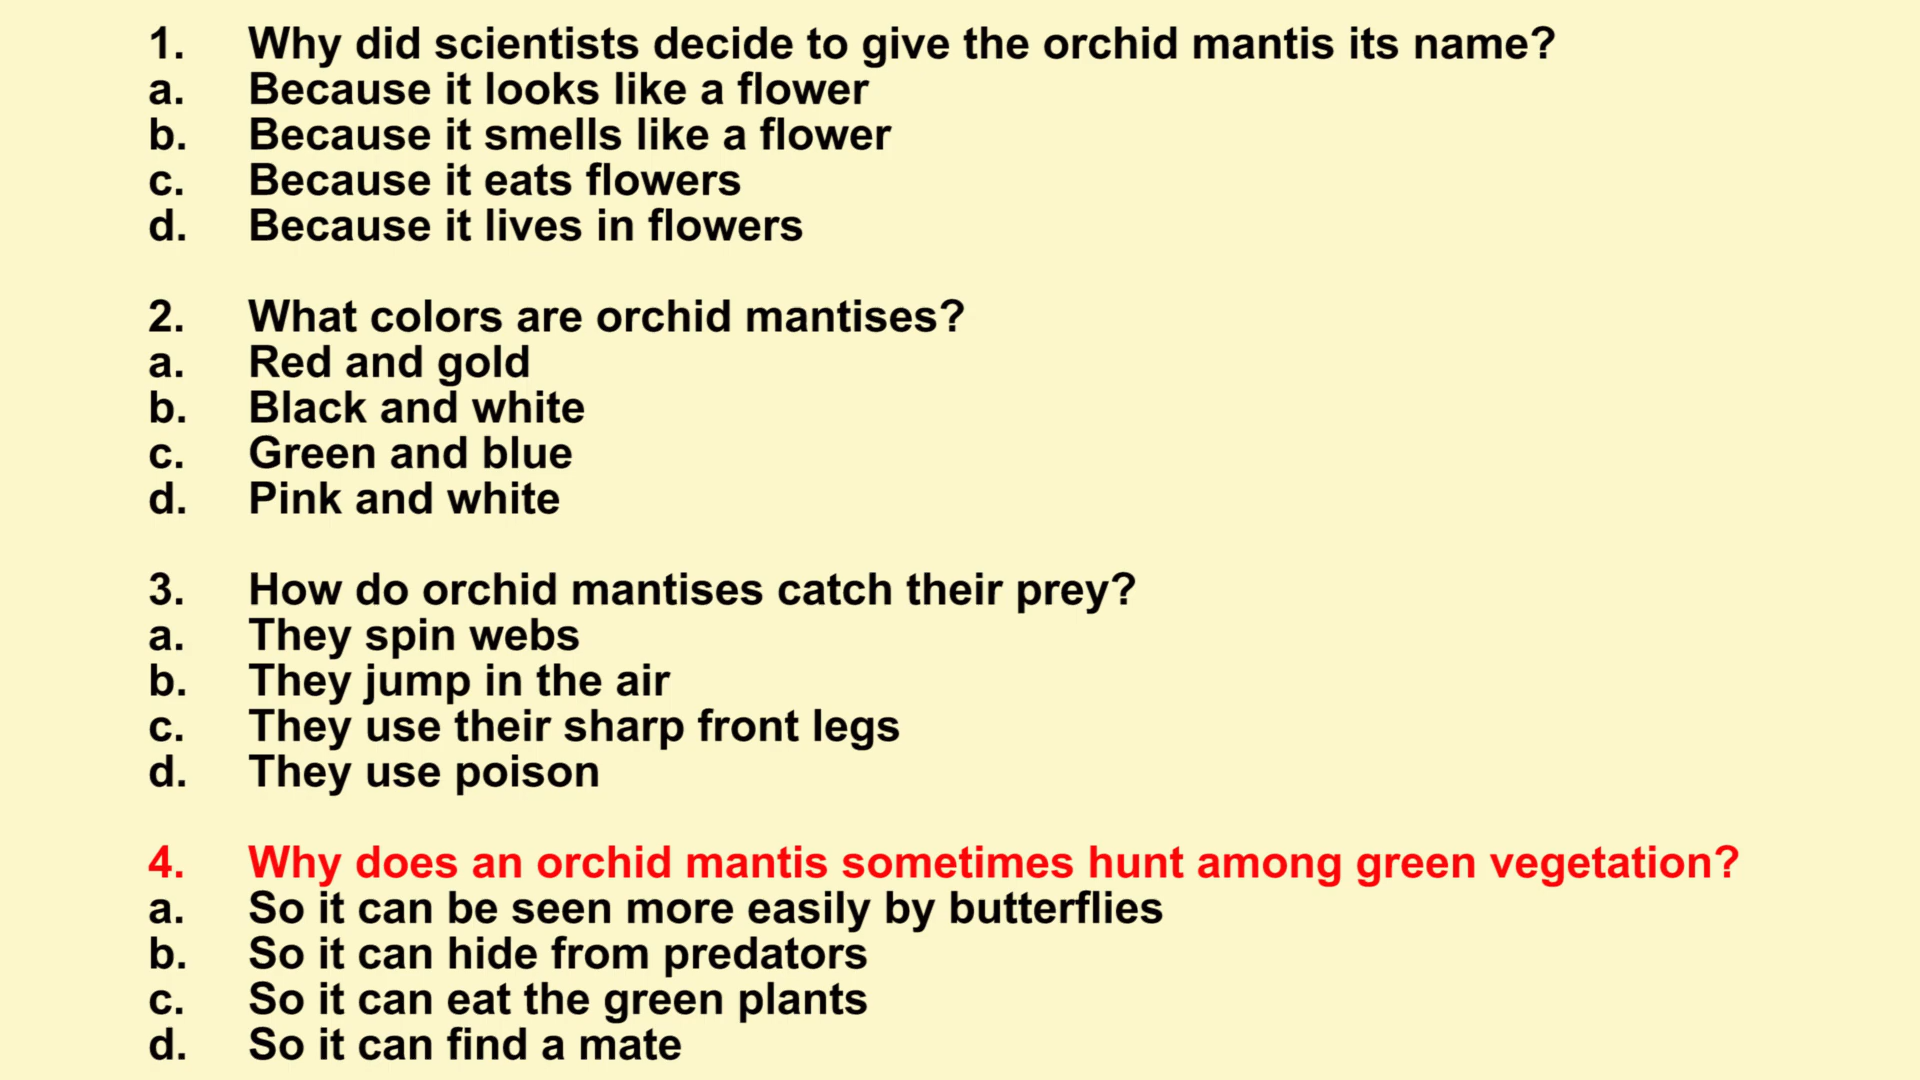 1. Why did scientists decide to give the orchid mantis its name?
a. Because it looks like a flower
b. Because it smells like a flower
c. Because it eats flowers
d. Because it lives in flowers
2. What colors are orchid mantises?
a. Red and gold
b. Black and white
c. Green and blue
d. Pink and white
3. How do orchid mantises catch their prey?
a. They spin webs
b. They jump in the air
c. They use their sharp front legs
d. They use poison
4. Why does an orchid mantis sometimes hunt among green vegetation?
a. So it can be seen more easily by butterflies
b. So it can hide from predators
c. So it can eat the green plants
d. So it can find a mate